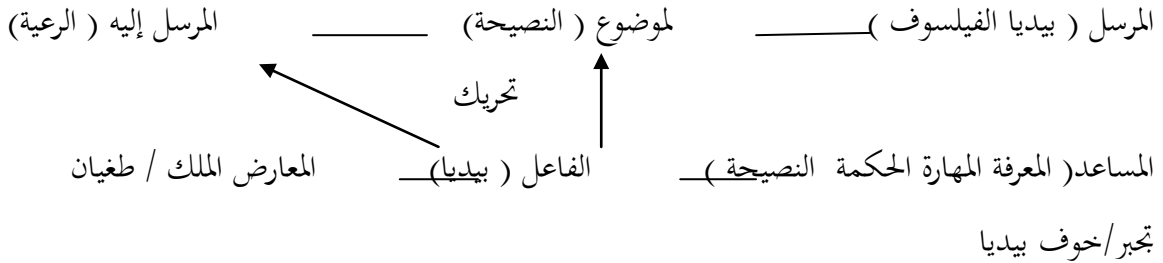 المرسل ( بيديا الفيلسوف ) لموضوع ( النصيحة) المرسل إليه ( الرعية)
تحريك
المساعد( المعرفة المهارة الحكمة النصيحة ) الفاعل ( بيديا) المعارض الملك / طغيان
تجبر/خوف بيديا